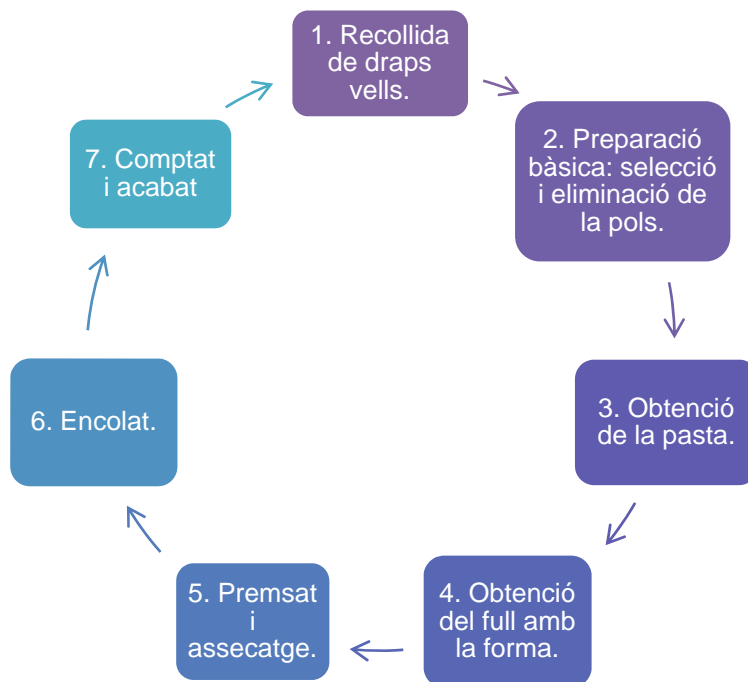 1. Recollida
de draps
vells.
2. Preparació
bàsica: selecció
i eliminació de
la pols.
3. Obtenció
de la pasta.
4. Obtenció
del full amb
la forma.
5. Premsat
i
assecatge.
6. Encolat.
7. Comptat
i acabat